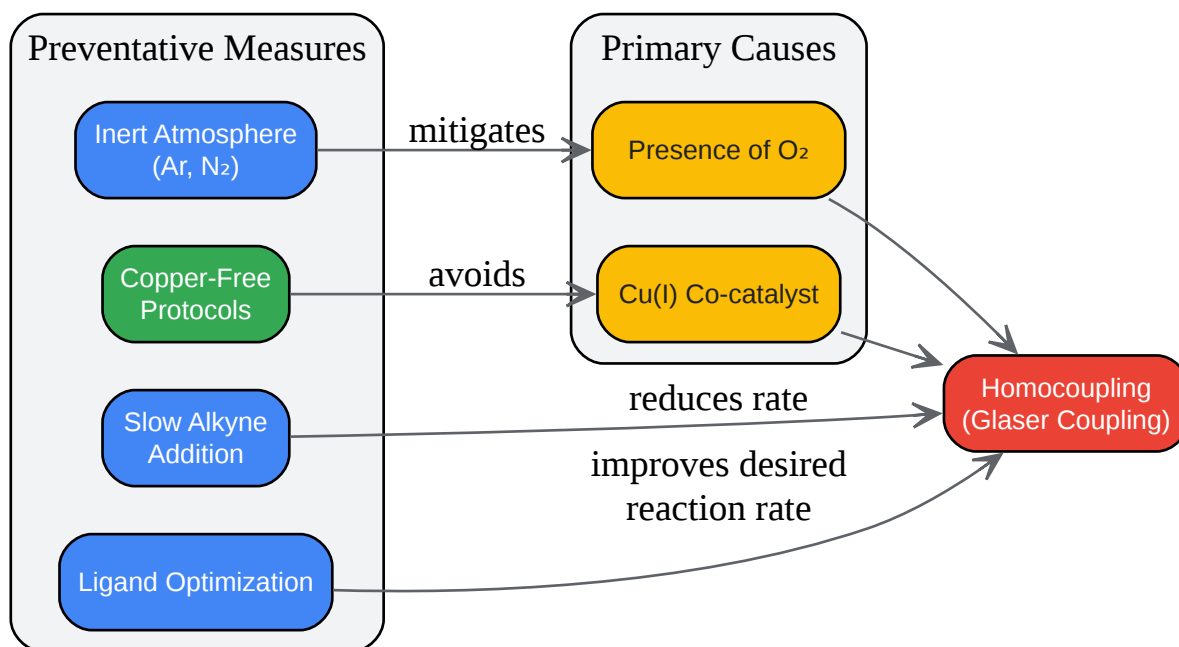 Preventative Measures
Primary Causes
Inert Atmosphere
(Ar, N₂)
mitigates
Presence of O₂
Copper-Free
Protocols
avoids
Cu(I) Co-catalyst
Slow Alkyne
Addition
reduces rate
Homocoupling
(Glaser Coupling)
improves desired
reaction rate
Ligand Optimization